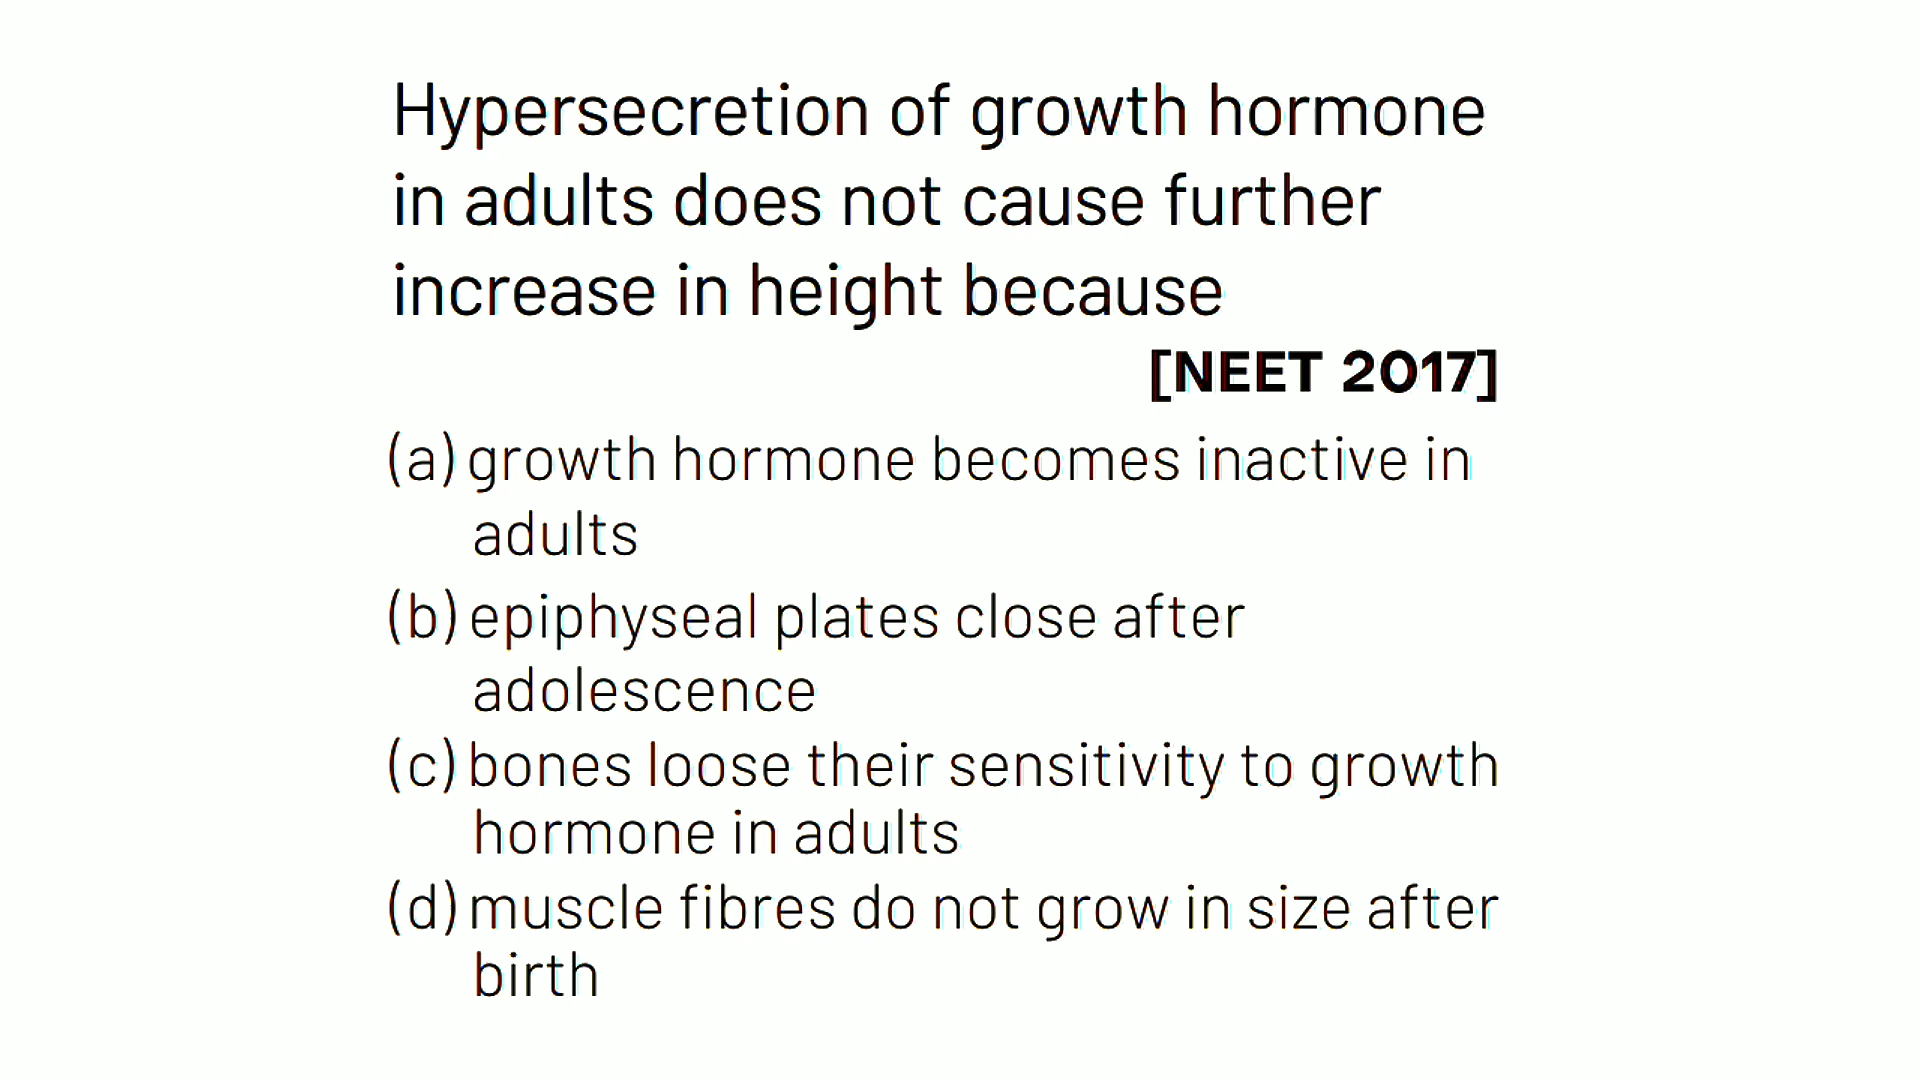 Hypersecretion of growth hormone
in adults does not cause further
increase in height because
[NEET 2017]
(a) growth hormone becomes inactive in
adults
(b) epiphyseal plates close after
adolescence
(c) bones loose their sensitivity to growth
hormone in adults
(d) muscle fibres do not grow in size after
birth